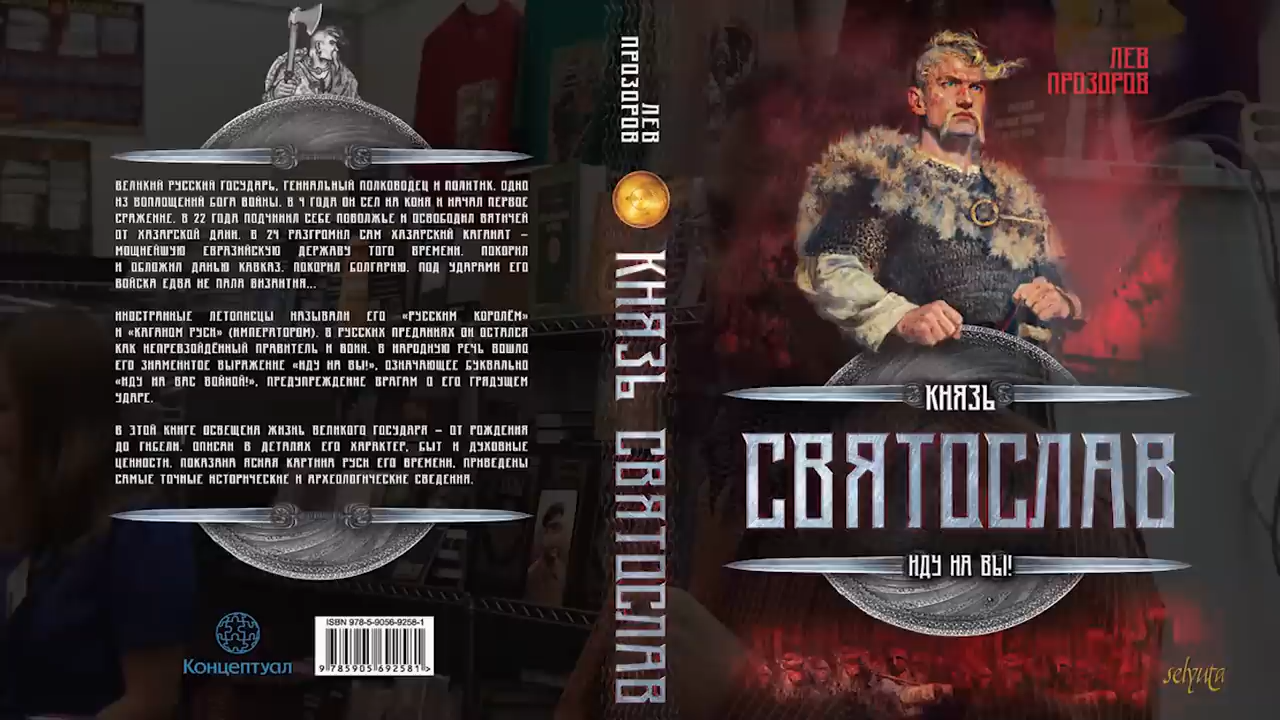 ВЕЛИКИЙ РУССКИЙ ГОСУДАРЬ, ГЕНИАЛЬНЫЙ ПОЛКОВОДЕЦ И ПОЛИТИК. ОДНО
ИЗ ВОПЛОЩЕНИЙ БОГА ВОЙНЫ. В 4 ГОДА ОН СЕЛ НА КОНЯ И НАЧАЛ ПЕРВОЕ
СРАЖЕНИЕ. В 22 ГОДА ПОДЧИНИЛ СЕБЕ ПОВОЛЖЬЕ И ОСВОБОДИЛ ВЯТИЧЕЙ
ОТ ХАЗАРСКОЙ ДАНИ. В 24 РАЗГРОМИЛ САМ ХАЗАРСКИЙ КАГАНАТ –
МОЩНЕЙШУЮ ЕВРАЗИЙСКУЮ ДЕРЖАВУ ТОГО ВРЕМЕНИ. ПОКОРИЛ
И ОБЛОЖИЛ ДАНЬЮ КАВКАЗ. ПОКОРИЛ БОЛГАРИЮ. ПОД УДАРАМИ ЕГО
ВОЙСКА ЕДВА НЕ ПАЛА ВИЗАНТИЯ...
ИНОСТРАННЫЕ ЛЕТОПИСЦЫ НАЗЫВАЛИ ЕГО «РУССКИМ КОРОЛЁМ»
И «КАГАНОМ РУСИ» (ИМПЕРАТОРОМ). В РУССКИХ ПРЕДАНИЯХ ОН ОСТАЛСЯ
КАК НЕПРЕВЗОЙДЁННЫЙ ПРАВИТЕЛЬ И ВОИН. В НАРОДНУЮ РЕЧЬ ВОШЛО
ЕГО ЗНАМЕНИТОЕ ВЫРАЖЕНИЕ «ИДУ НА ВЫ!», ОЗНАЧАЮЩЕЕ БУКВАЛЬНО
«ИДУ НА ВАС ВОЙНОЙ!», ПРЕДУПРЕЖДЕНИЕ ВРАГАМ О ЕГО ГРЯДУЩЕМ
УДАРЕ.
В ЭТОЙ КНИГЕ ОСВЕЩЕНА ЖИЗНЬ ВЕЛИКОГО ГОСУДАРЯ – ОТ РОЖДЕНИЯ
ДО ГИБЕЛИ. ОПИСАН В ДЕТАЛЯХ ЕГО ХАРАКТЕР, БЫТ И ДУХОВНЫЕ
ЦЕННОСТИ. ПОКАЗАНА ЯСНАЯ КАРТИНА РУСИ ЕГО ВРЕМЕНИ. ПРИВЕДЕНЫ
САМЫЕ ТОЧНЫЕ ИСТОРИЧЕСКИЕ И АРХЕОЛОГИЧЕСКИЕ СВЕДЕНИЯ.
Концептуал
ISBN 978-5-9056-9258-1
9 785905 692581 >
ЛЕВ
ПРОЗОРОВ
КНЯЗЬ СВЯТОСЛАВ
ЛЕВ
ПРОЗОРОВ
КНЯЗЬ
СВЯТОСЛАВ
ИДУ НА ВЫ!
selyuta